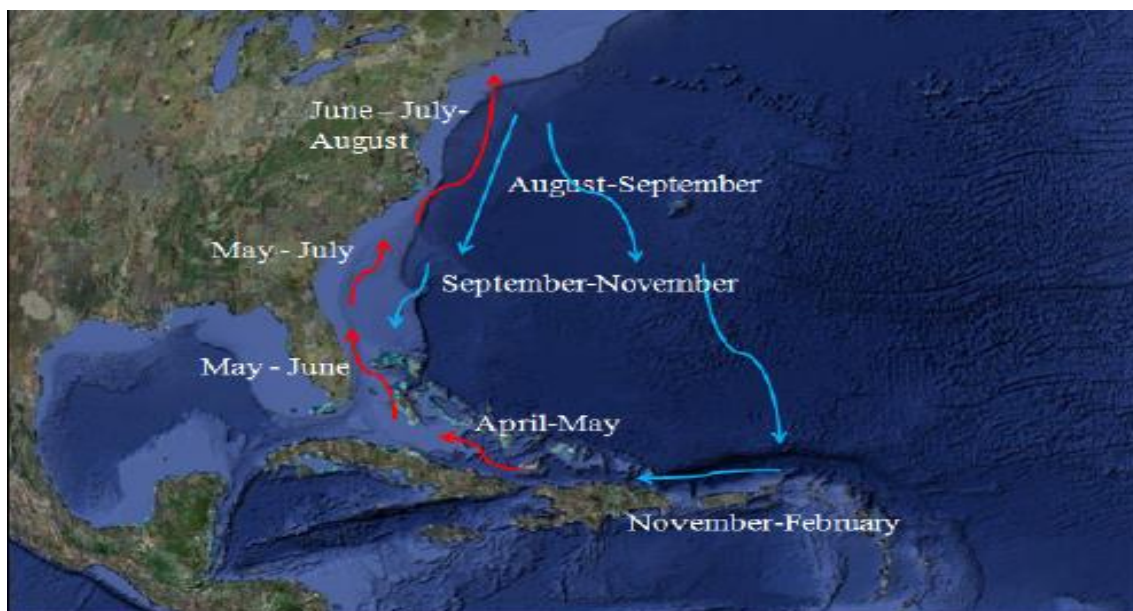 June – July-
August
August-September
May - July
September-November
May - June
April-May
November-February